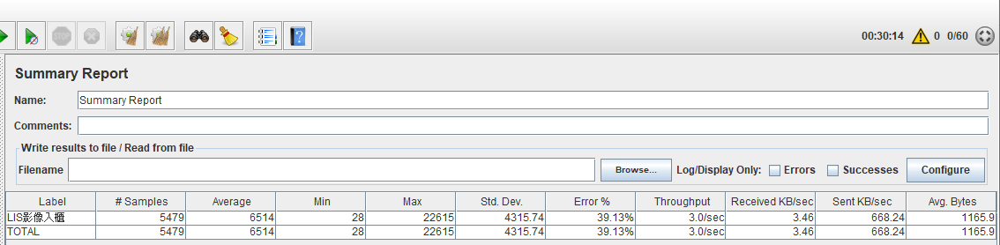 STOP
00:30:14 0 0/60
Summary Report
Name: Summary Report
Comments:
Write results to file / Read from file
Filename Browse... Log/Display Only: Errors Successes Configure
Label # Samples Average Min Max Std. Dev. Error % Throughput Received KB/sec Sent KB/sec Avg. Bytes
LIS影像入櫃 5479 6514 28 22615 4315.74 39.13% 3.0/sec 3.46 668.24 1165.9
TOTAL 5479 6514 28 22615 4315.74 39.13% 3.0/sec 3.46 668.24 1165.9